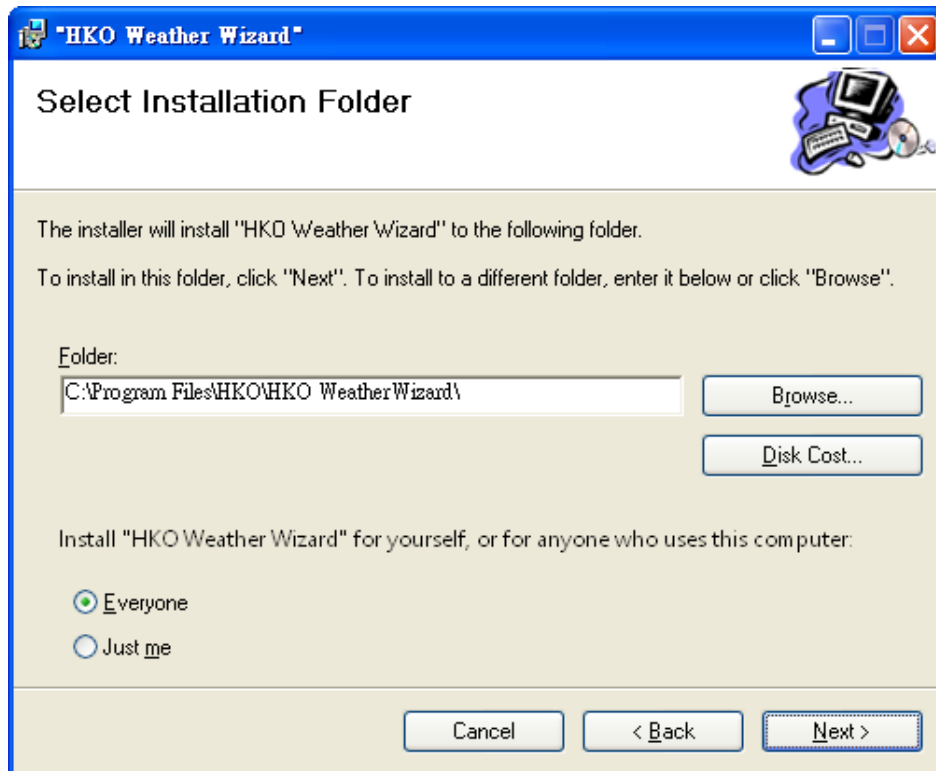 "HKO Weather Wizard"
Select Installation Folder
The installer will install "HKO Weather Wizard" to the following folder.
To install in this folder, click "Next". To install to a different folder, enter it below or click "Browse".
Folder:
C:\Program Files\HKO\HKO WeatherWizard\
Browse...
Disk Cost...
Install "HKO Weather Wizard" for yourself, or for anyone who uses this computer:
Everyone
Just me
Cancel
< Back
Next >